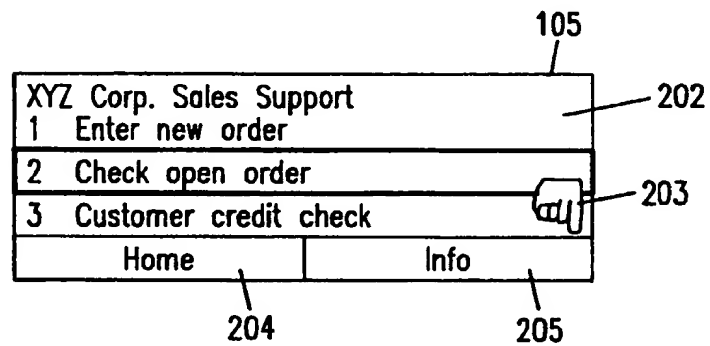 105
XYZ Corp. Sales Support
202
1 Enter new order
2 Check open order
203
3 Customer credit check
Home Info
204 205